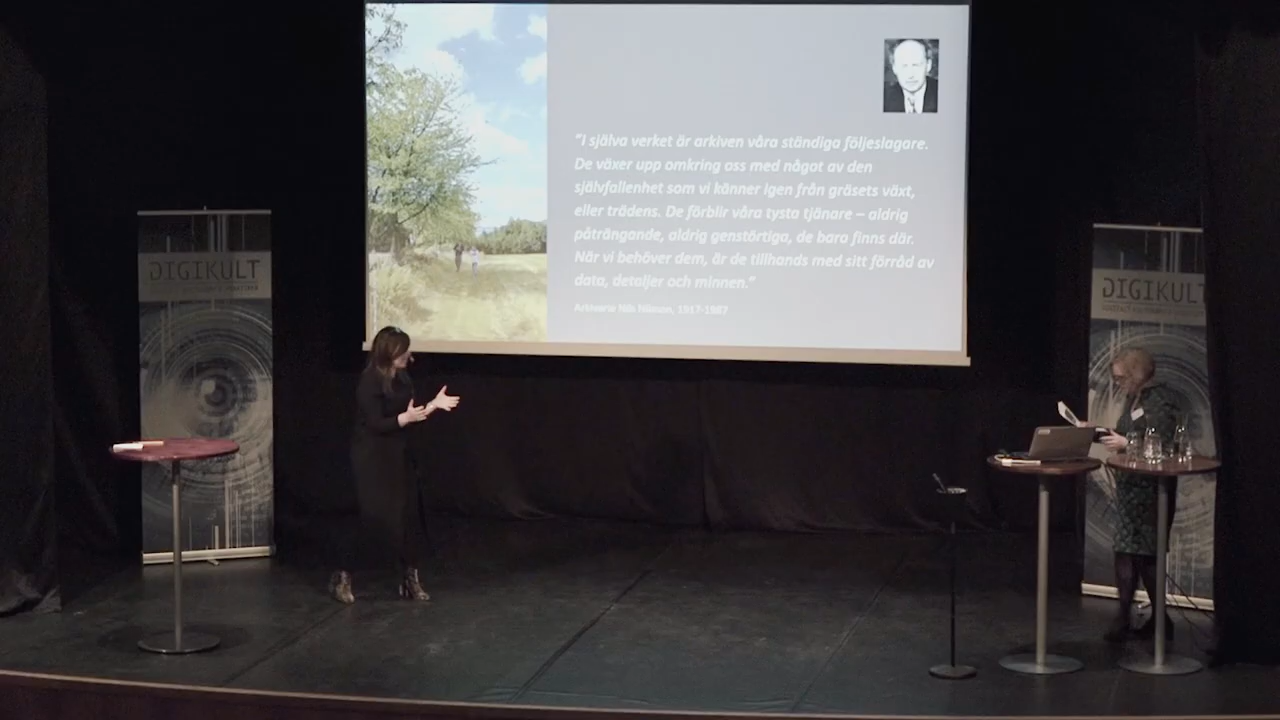 "I själva verket är arkiven våra ständiga följeslagare.
De växer upp omkring oss med något av den
självfallenhet som vi känner igen från gräsets växt,
eller trädens. De förblir våra tysta tjänare – aldrig
påträngande, aldrig genstörtiga, de bara finns där.
När vi behöver dem, är de tillhands med sitt förråd av
data, detaljer och minnen."
Arkivarie Nils Nilsson, 1917-1987
DIGIKULT
DIGIKULT